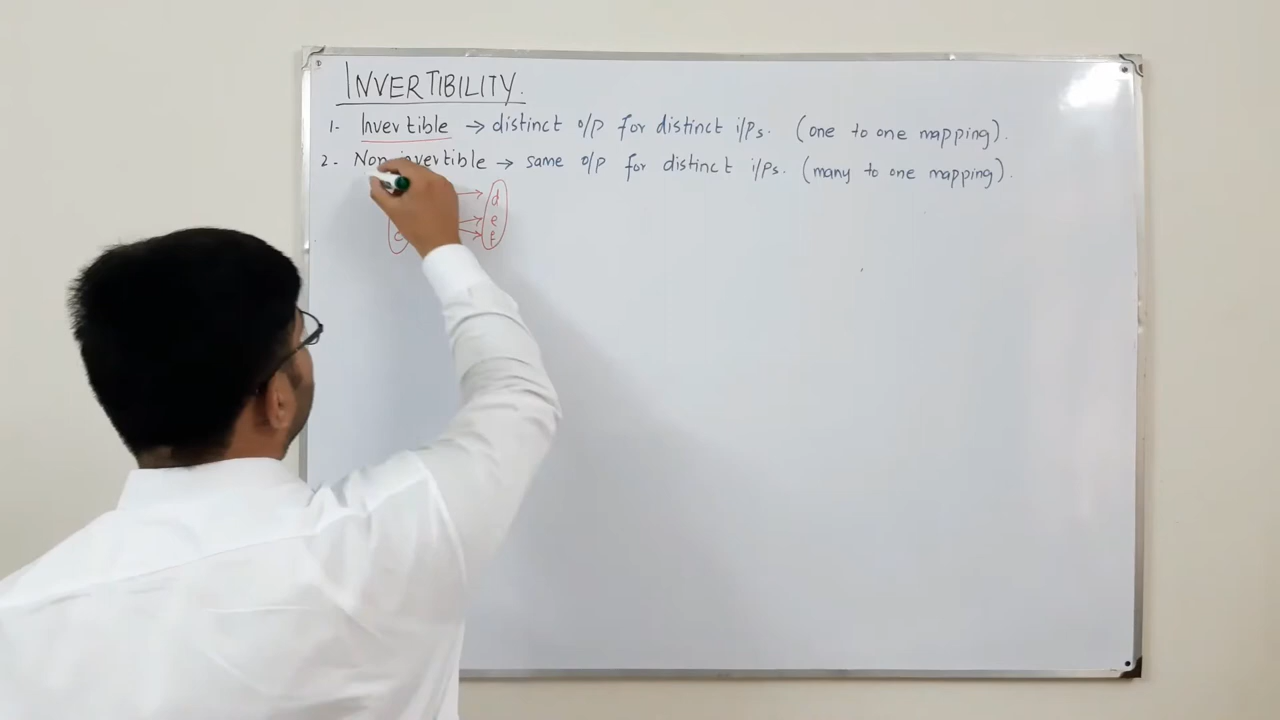 INVERTIBILITY.
1. Invertible → distinct o/p for distinct i/ps. (one to one mapping).
2. Non invertible → same o/p for distinct i/ps. (many to one mapping).
d
e
c f